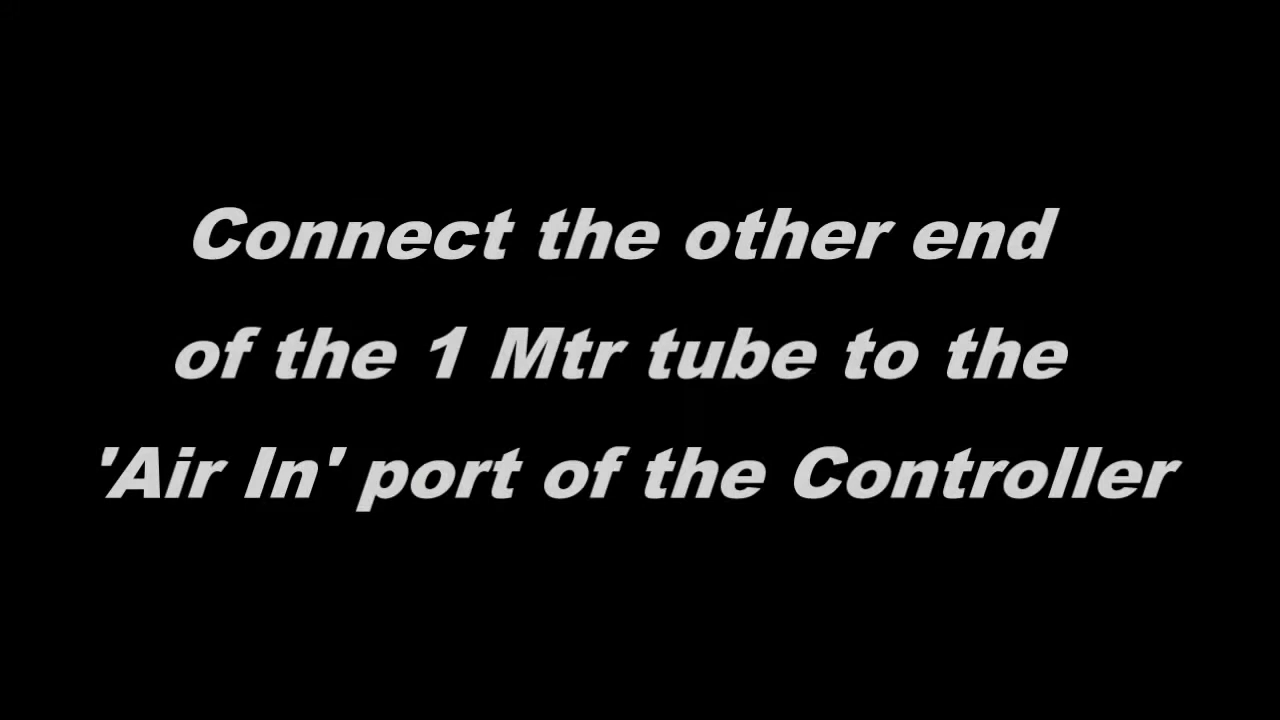 Connect the other end
of the 1 Mtr tube to the
'Air In' port of the Controller